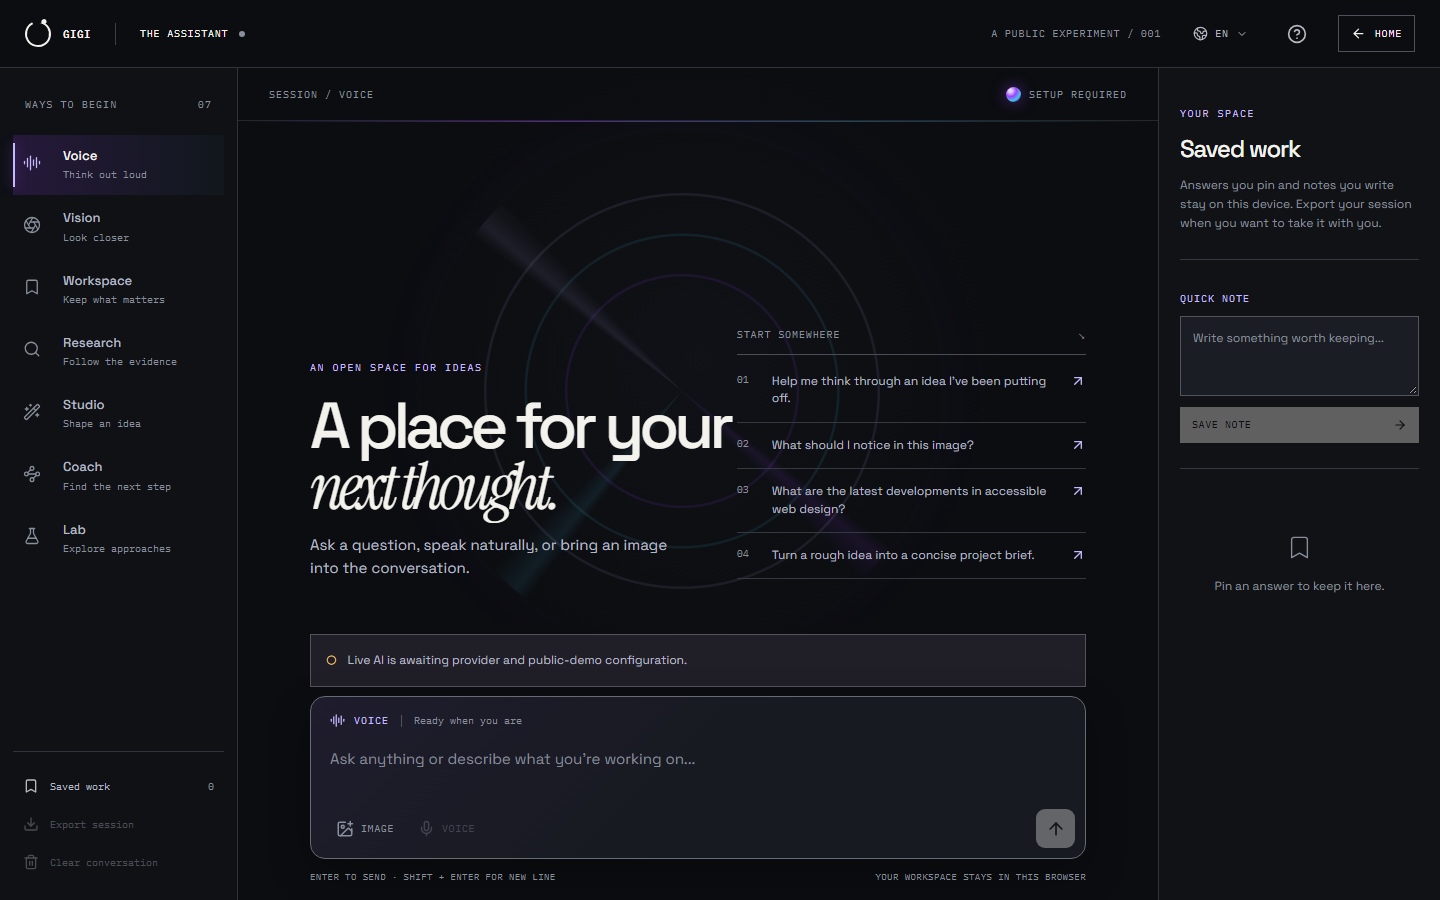 GIGI
THE ASSISTANT
A PUBLIC EXPERIMENT / 001
EN
HOME
WAYS TO BEGIN
07
Voice
Think out loud
Vision
Look closer
Workspace
Keep what matters
Research
Follow the evidence
Studio
Shape an idea
Coach
Find the next step
Lab
Explore approaches
Saved work
0
Export session
Clear conversation
SESSION / VOICE
SETUP REQUIRED
AN OPEN SPACE FOR IDEAS
A place for your
next thought.
Ask a question, speak naturally, or bring an image
into the conversation.
START SOMEWHERE
01
Help me think through an idea I've been putting
off.
02
What should I notice in this image?
03
What are the latest developments in accessible
web design?
04
Turn a rough idea into a concise project brief.
Live AI is awaiting provider and public-demo configuration.
VOICE
Ready when you are
Ask anything or describe what you're working on...
IMAGE
VOICE
ENTER TO SEND · SHIFT + ENTER FOR NEW LINE
YOUR WORKSPACE STAYS IN THIS BROWSER
YOUR SPACE
Saved work
Answers you pin and notes you write
stay on this device. Export your session
when you want to take it with you.
QUICK NOTE
Write something worth keeping...
SAVE NOTE
Pin an answer to keep it here.